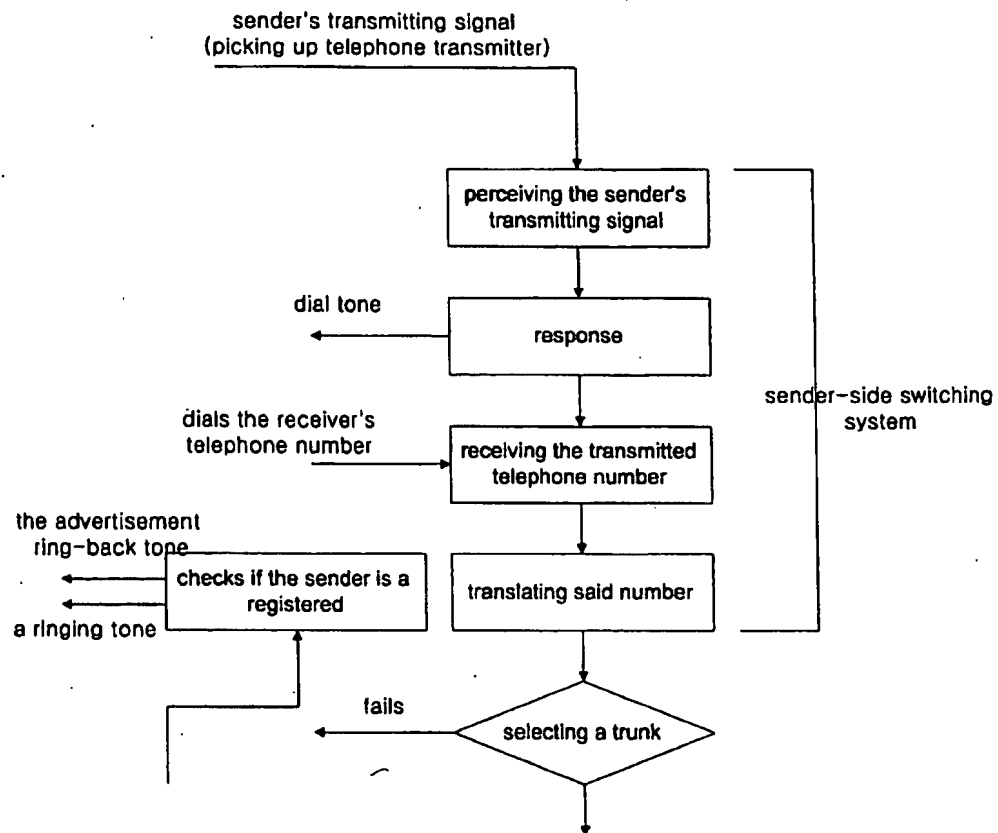 sender's transmitting signal
(picking up telephone transmitter)
perceiving the sender's
transmitting signal
dial tone
response
sender-side switching
system
dials the receiver's
telephone number
receiving the transmitted
telephone number
the advertisement
ring-back tone
checks if the sender is a
registered
translating said number
a ringing tone
fails
selecting a trunk